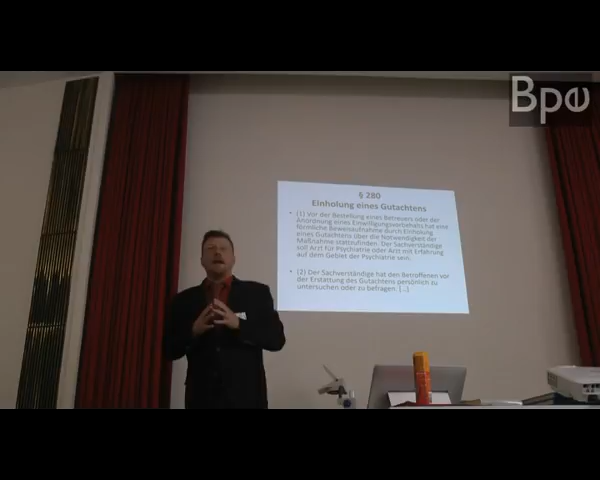 Bpe
§ 280
Einholung eines Gutachtens
• (1) Vor der Bestellung eines Betreuers oder der
Anordnung eines Einwilligungsvorbehalts hat eine
förmliche Beweisaufnahme durch Einholung
eines Gutachtens über die Notwendigkeit der
Maßnahme stattzufinden. Der Sachverständige
soll Arzt für Psychiatrie oder Arzt mit Erfahrung
auf dem Gebiet der Psychiatrie sein.
• (2) Der Sachverständige hat den Betroffenen vor
der Erstattung des Gutachtens persönlich zu
untersuchen oder zu befragen. [...]